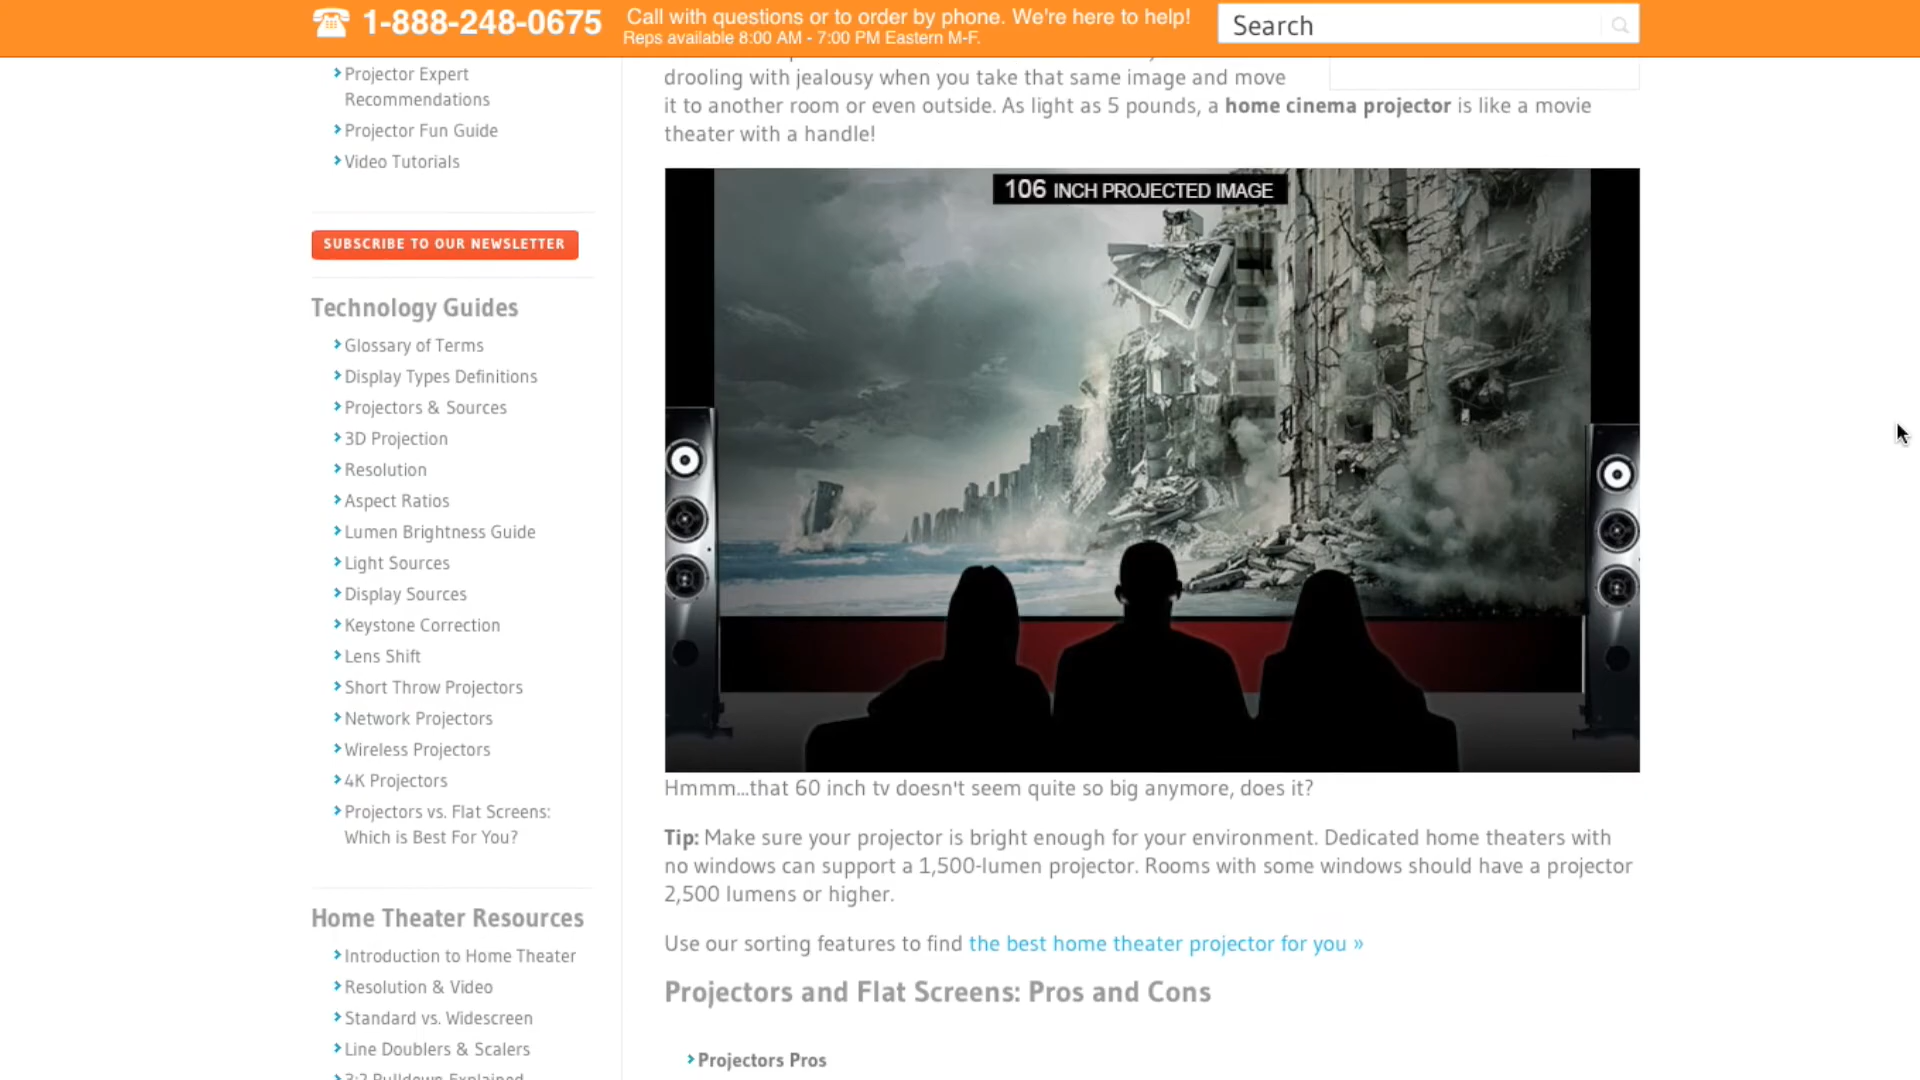 1-888-248-0675
Call with questions or to order by phone. We're here to help!
Reps available 8:00 AM - 7:00 PM Eastern M-F.
Search
Projector Expert
Recommendations
Projector Fun Guide
Video Tutorials
SUBSCRIBE TO OUR NEWSLETTER
Technology Guides
Glossary of Terms
Display Types Definitions
Projectors & Sources
3D Projection
Resolution
Aspect Ratios
Lumen Brightness Guide
Light Sources
Display Sources
Keystone Correction
Lens Shift
Short Throw Projectors
Network Projectors
Wireless Projectors
4K Projectors
Projectors vs. Flat Screens:
Which is Best For You?
Home Theater Resources
Introduction to Home Theater
Resolution & Video
Standard vs. Widescreen
Line Doublers & Scalers
3:2 Pulldown Explained
drooling with jealousy when you take that same image and move
it to another room or even outside. As light as 5 pounds, a home cinema projector is like a movie
theater with a handle!
106 INCH PROJECTED IMAGE
Hmmm...that 60 inch tv doesn't seem quite so big anymore, does it?
Tip: Make sure your projector is bright enough for your environment. Dedicated home theaters with
no windows can support a 1,500-lumen projector. Rooms with some windows should have a projector
2,500 lumens or higher.
Use our sorting features to find the best home theater projector for you »
Projectors and Flat Screens: Pros and Cons
Projectors Pros